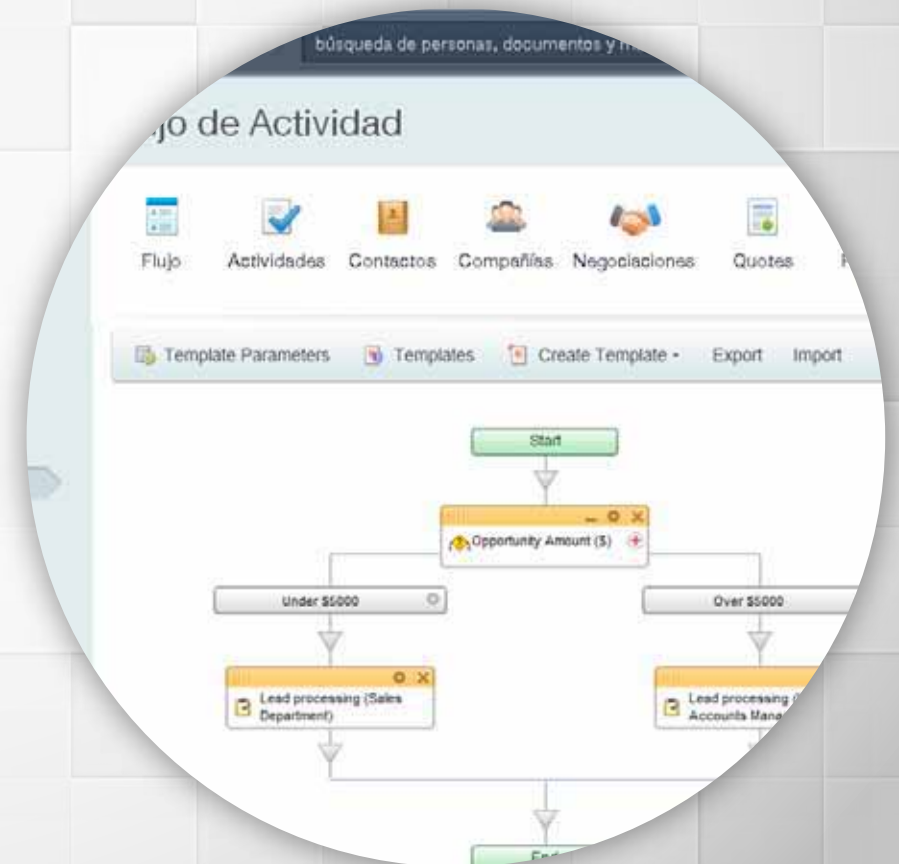 búsqueda de personas, documentos y
jo de Actividad
Flujo Actividades Contactos Compañías Negociaciones Quotes
Template Parameters Templates Create Template Export Import
Start
Opportunity Amount ($)
Under $5000 Over $5000
Lead processing (Sales
Department)
Lead processing
Accounts
End